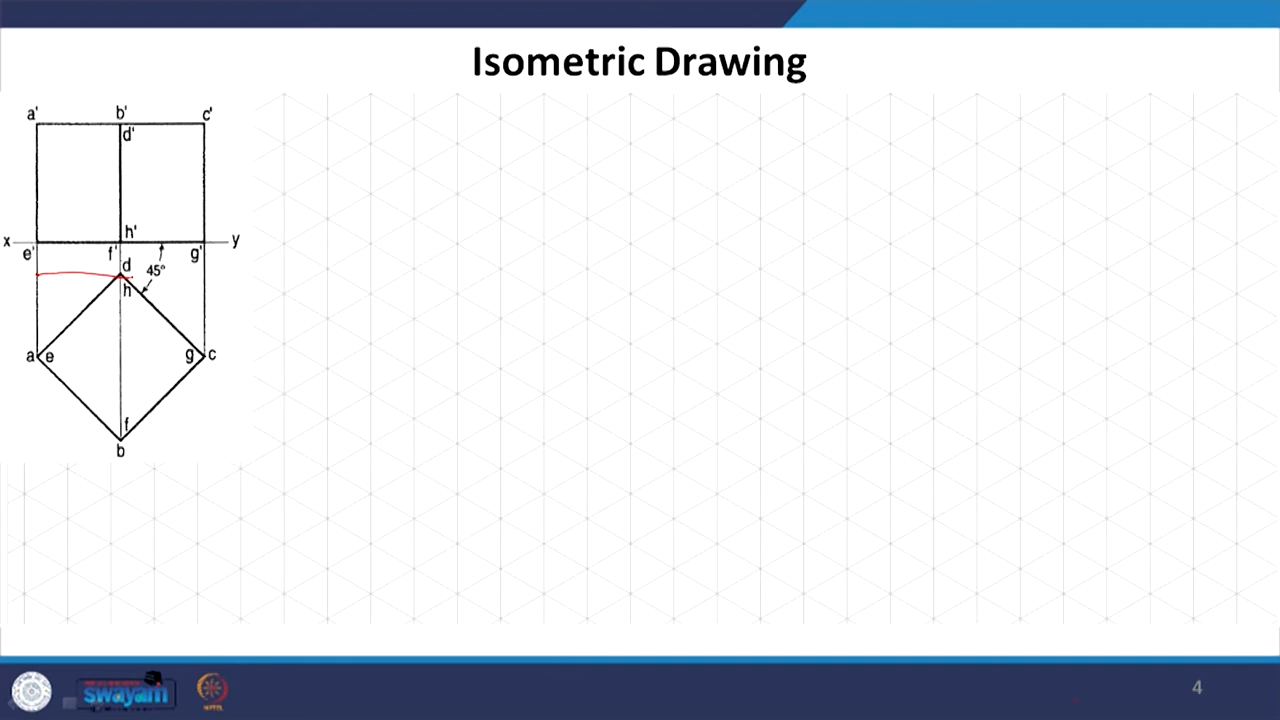 Isometric Drawing
a' b' c'
d'
h'
x y
e' f' g'
d
45°
h
a e g c
f
b
swayam
4